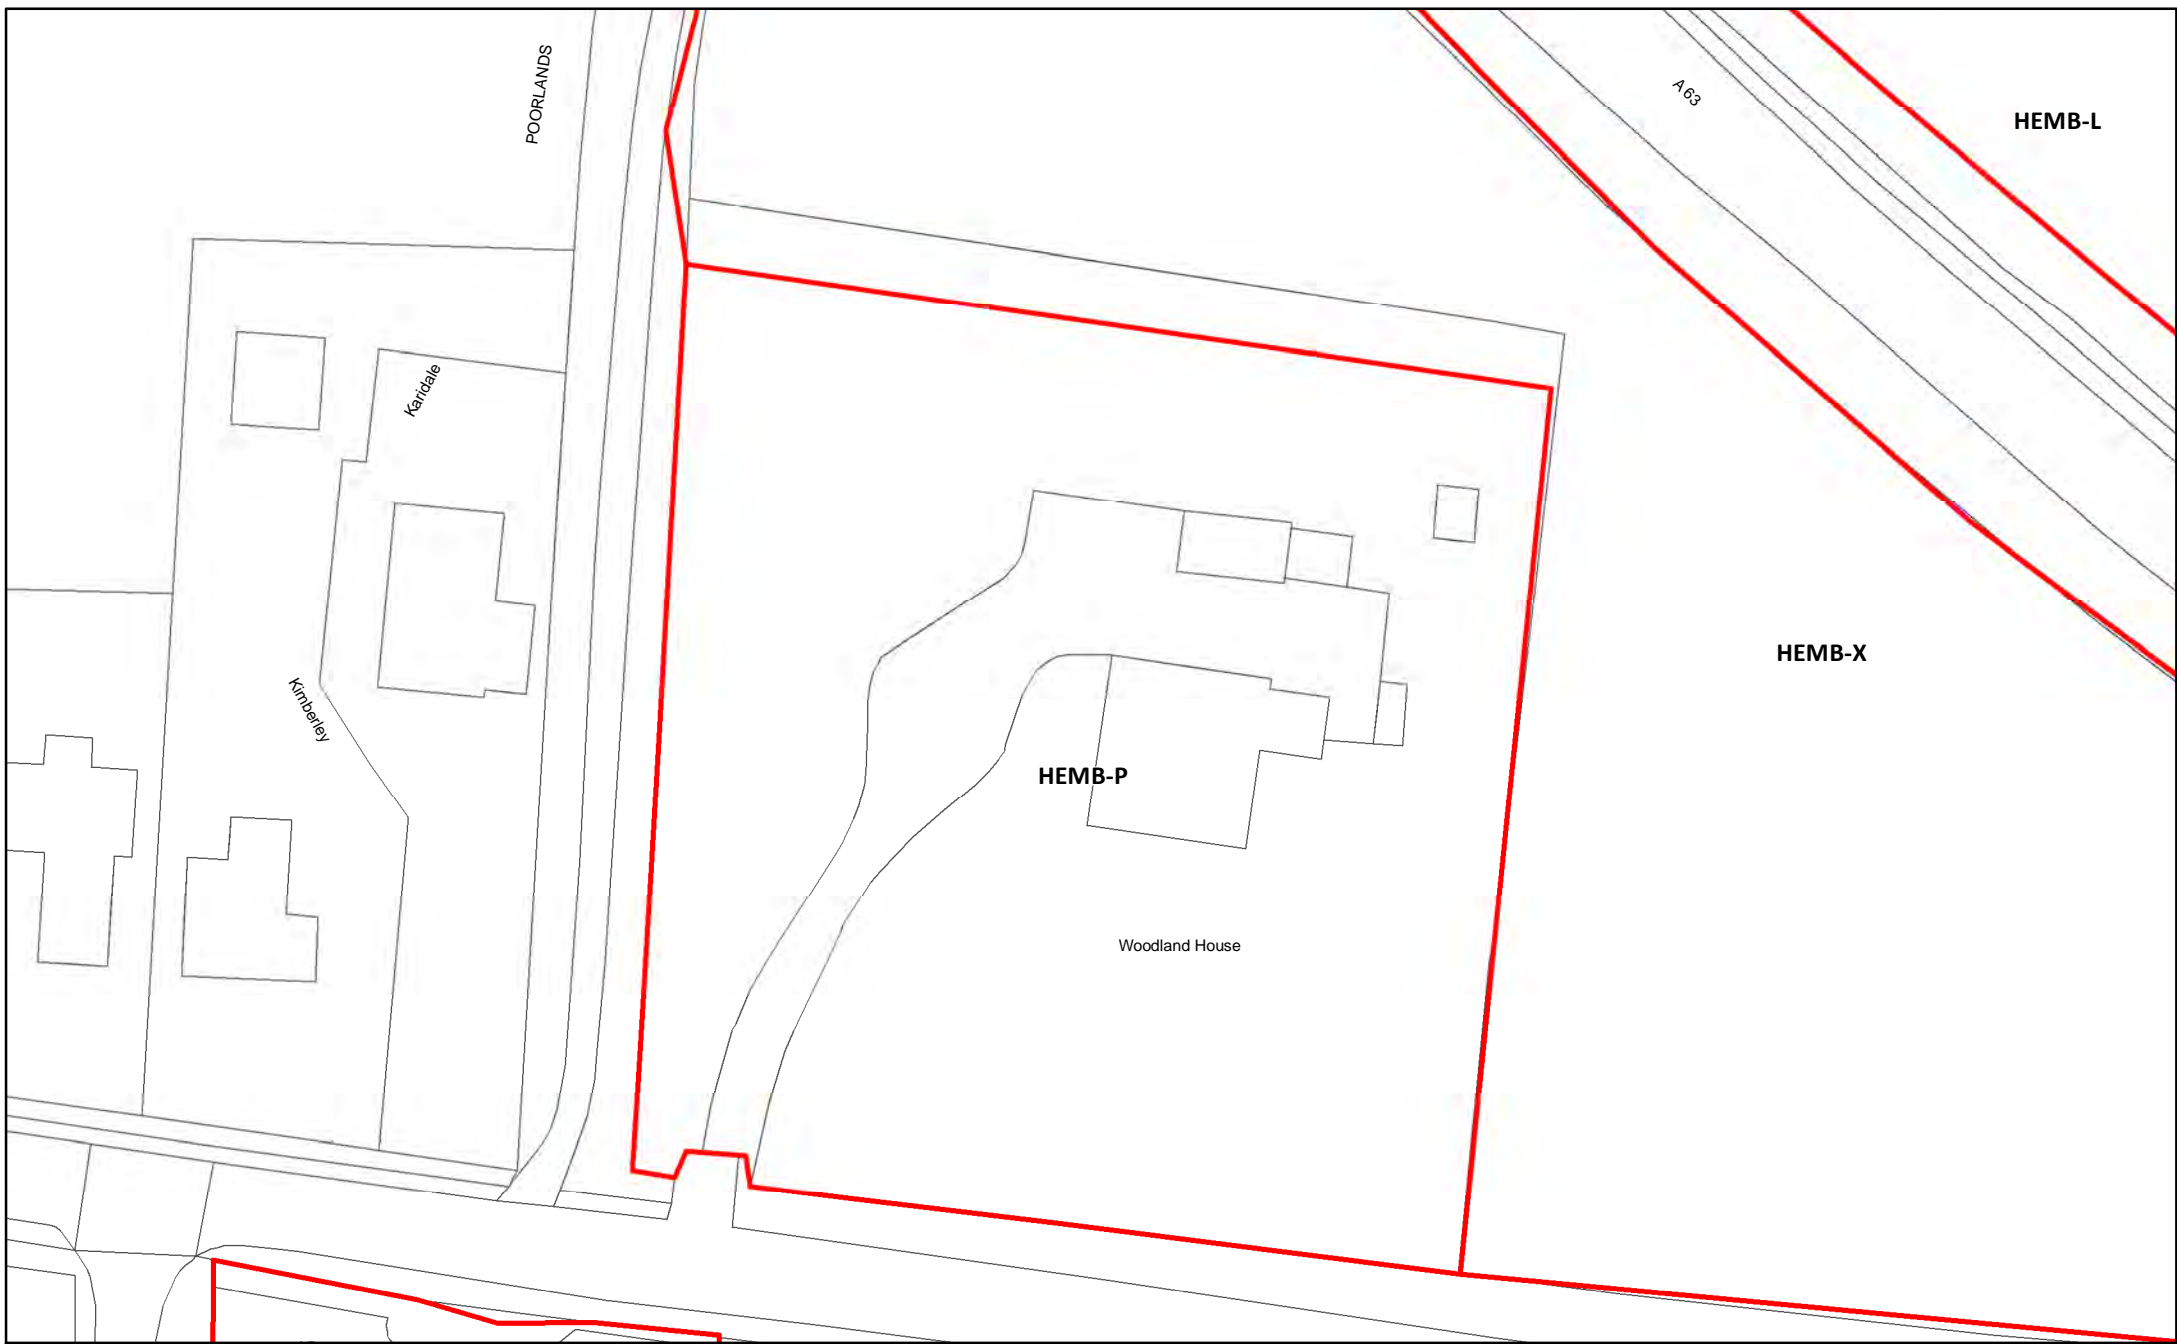 POORLANDS
A63
HEMB-L
Karidale
HEMB-X
Kimberley
HEMB-P
Woodland House